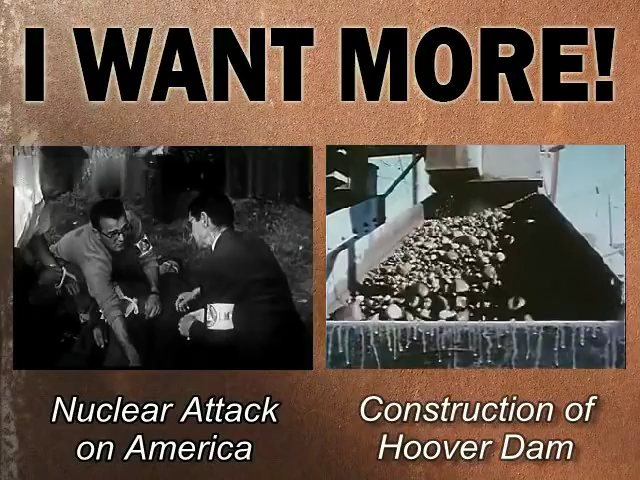 I WANT MORE!
Nuclear Attack
on America
Construction of
Hoover Dam